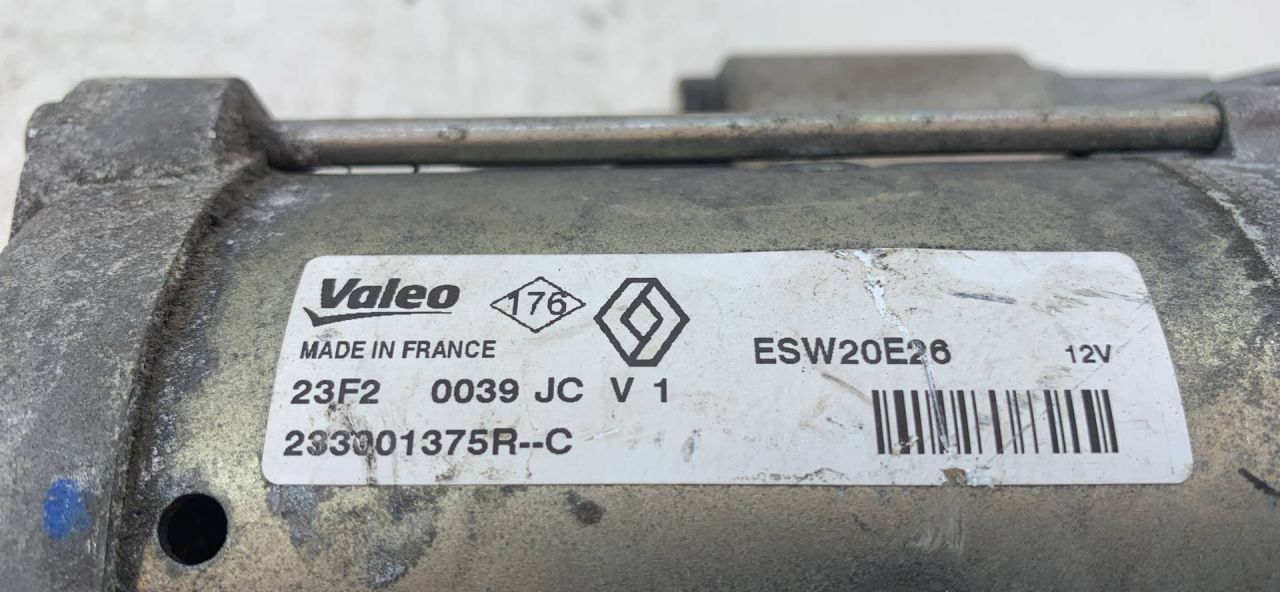 Valeo 176
MADE IN FRANCE
ESW20E26 12V
23F2 0039 JC V 1
233001375R--C